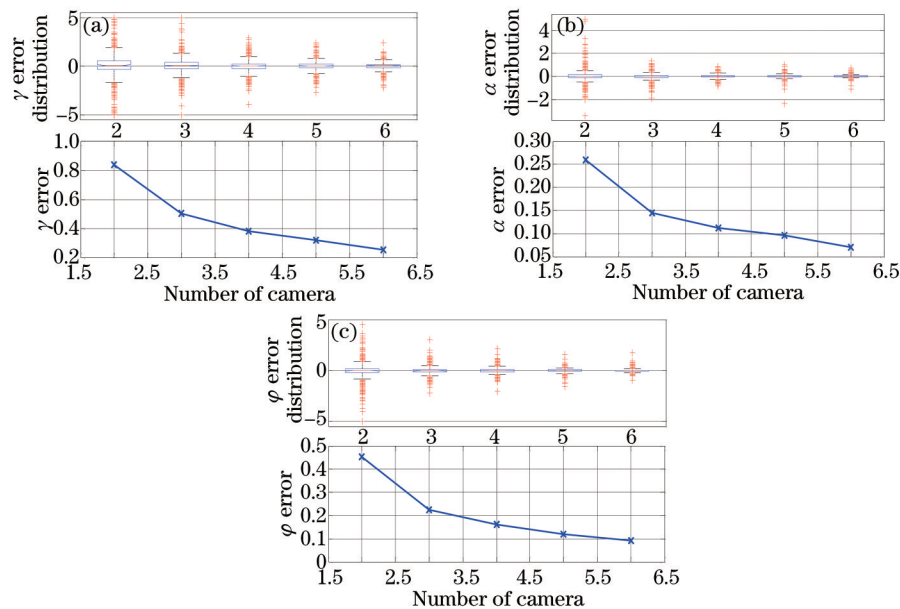 (a)
γ error
distribution
5
0
−5
2 3 4 5 6
γ error
1.0
0.8
0.6
-0.4
0.2
1.5 2.5 3.5 4.5 5.5 6.5
Number of camera
(b)
α error
distribution
4
2
0
−2
2 3 4 5 6
α error
0.30
0.25
0.20
0.15
0.10
0.05
1.5 2.5 3.5 4.5 5.5 6.5
Number of camera
(c)
φ error
distribution
5
0
−5
2 3 4 5 6
φ error
0.5
0.4
0.3
0.2
0.1
0
1.5 2.5 3.5 4.5 5.5 6.5
Number of camera